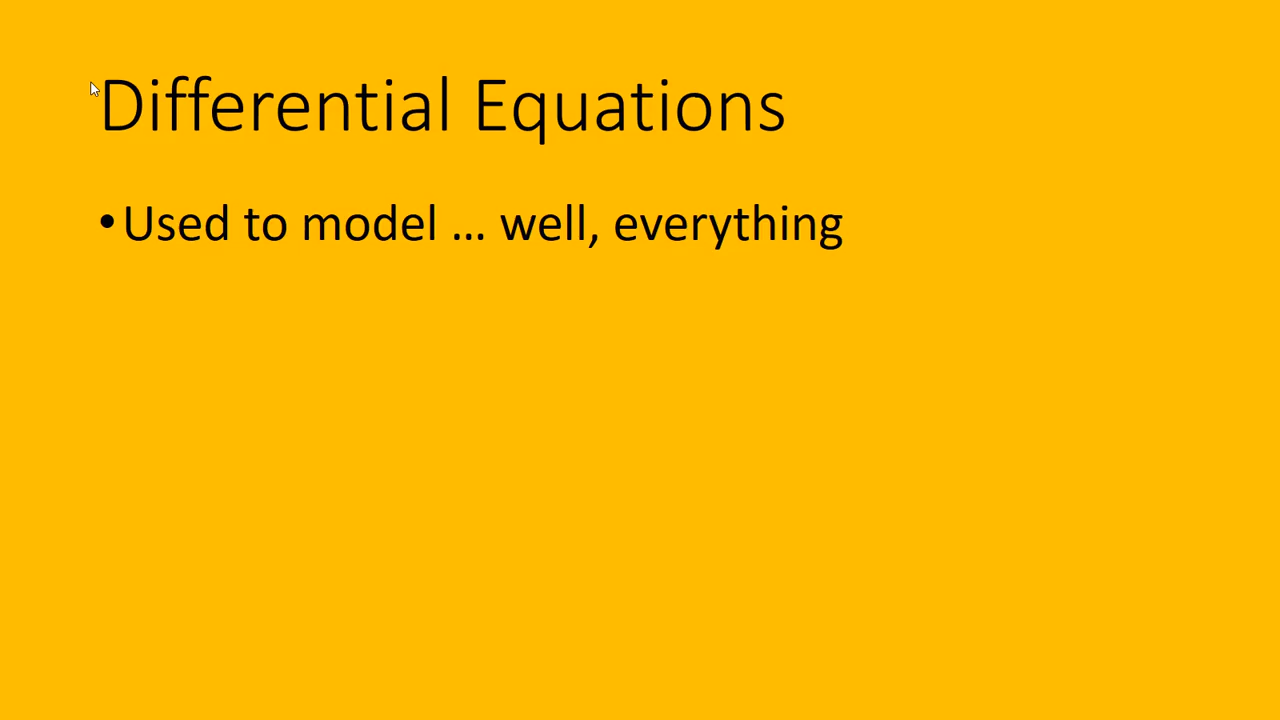 Differential Equations
•Used to model … well, everything